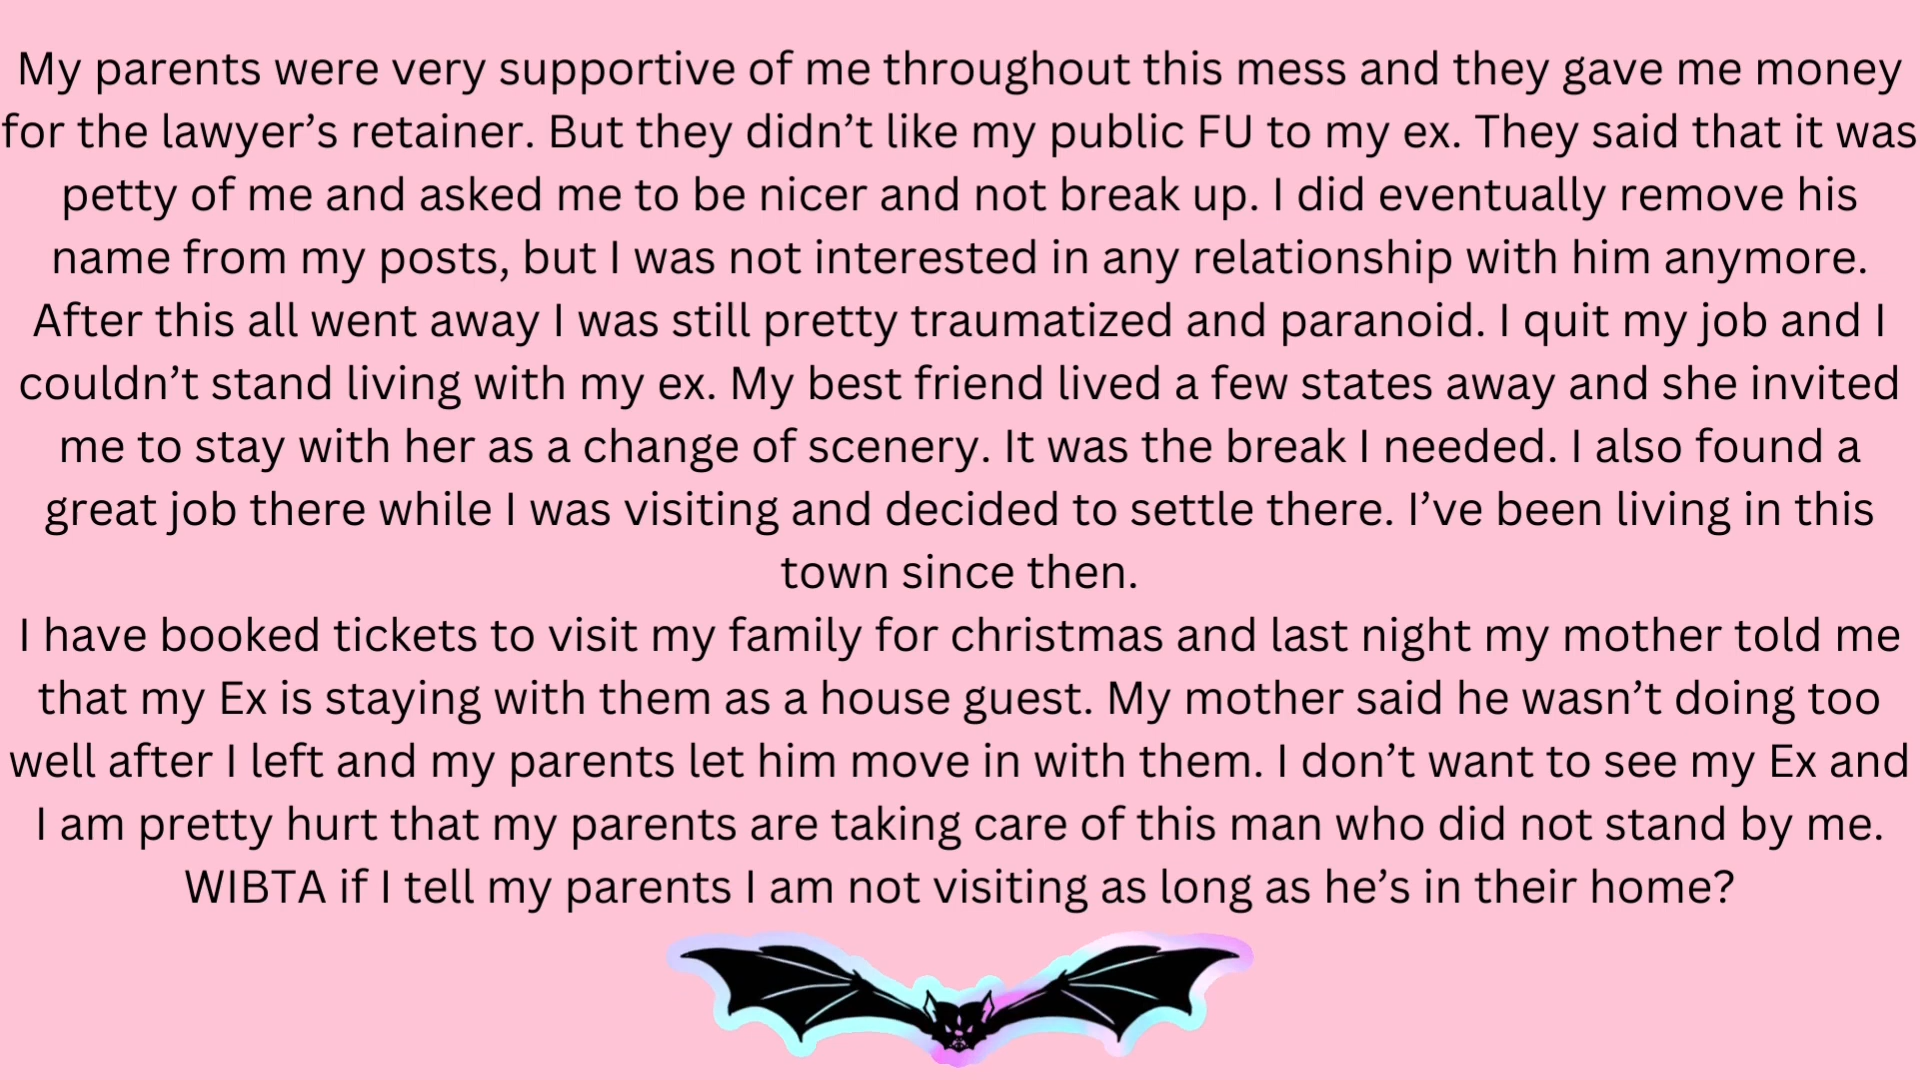 My parents were very supportive of me throughout this mess and they gave me money
for the lawyer’s retainer. But they didn’t like my public FU to my ex. They said that it was
petty of me and asked me to be nicer and not break up. I did eventually remove his
name from my posts, but I was not interested in any relationship with him anymore.
After this all went away I was still pretty traumatized and paranoid. I quit my job and I
couldn’t stand living with my ex. My best friend lived a few states away and she invited
me to stay with her as a change of scenery. It was the break I needed. I also found a
great job there while I was visiting and decided to settle there. I’ve been living in this
town since then.
I have booked tickets to visit my family for christmas and last night my mother told me
that my Ex is staying with them as a house guest. My mother said he wasn’t doing too
well after I left and my parents let him move in with them. I don’t want to see my Ex and
I am pretty hurt that my parents are taking care of this man who did not stand by me.
WIBTA if I tell my parents I am not visiting as long as he’s in their home?